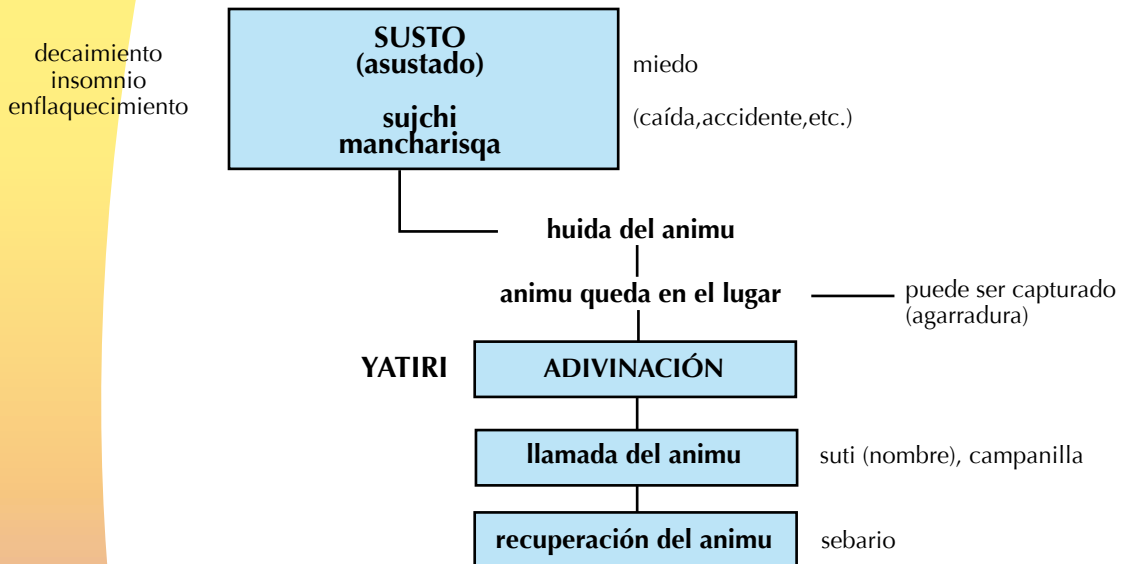 decaimiento
insomnio
enflaquecimiento
SUSTO
(asustado)
sujchi
mancharisqa
miedo
(caída,accidente,etc.)
huida del animu
animu queda en el lugar
puede ser capturado
(agarradura)
YATIRI
ADIVINACIÓN
llamada del animu
suti (nombre), campanilla
recuperación del animu
sebario